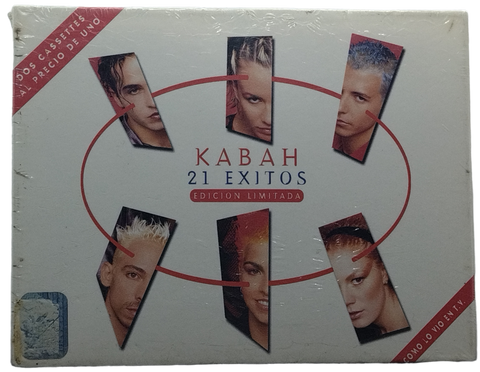 DOS CASSETTES
AL PRECIO DE UNO
KABAH
21 EXITOS
EDICION LIMITADA
COMO LO VIO EN T.V.